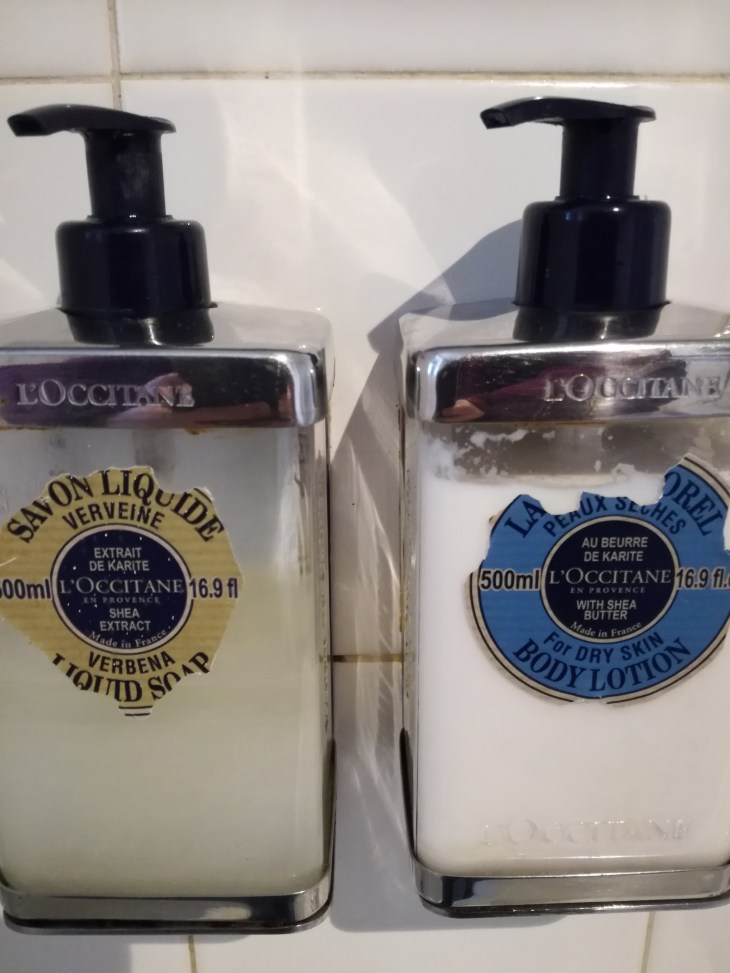 L'OCCITANE
SAVON LIQUIDE
VERVEINE
EXTRAIT
DE KARITE
500ml L'OCCITANE 16.9 fl
EN PROVENCE
SHEA
EXTRACT
Made in France
VERBENA
LIQUID SOAP
L'OCCITANE
LA OREL
PEAUX SECHES
AU BEURRE
DE KARITE
500ml L'OCCITANE 16.9 fl.
EN PROVENCE
WITH SHEA
BUTTER
Made in France
For DRY SKIN
BODY LOTION
L'OCCITANE